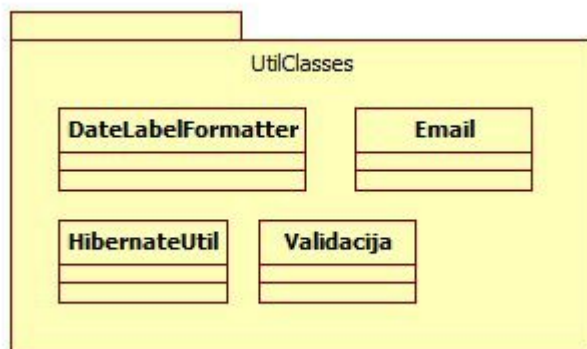 UtilClasses
DateLabelFormatter
Email
HibernateUtil
Validacija